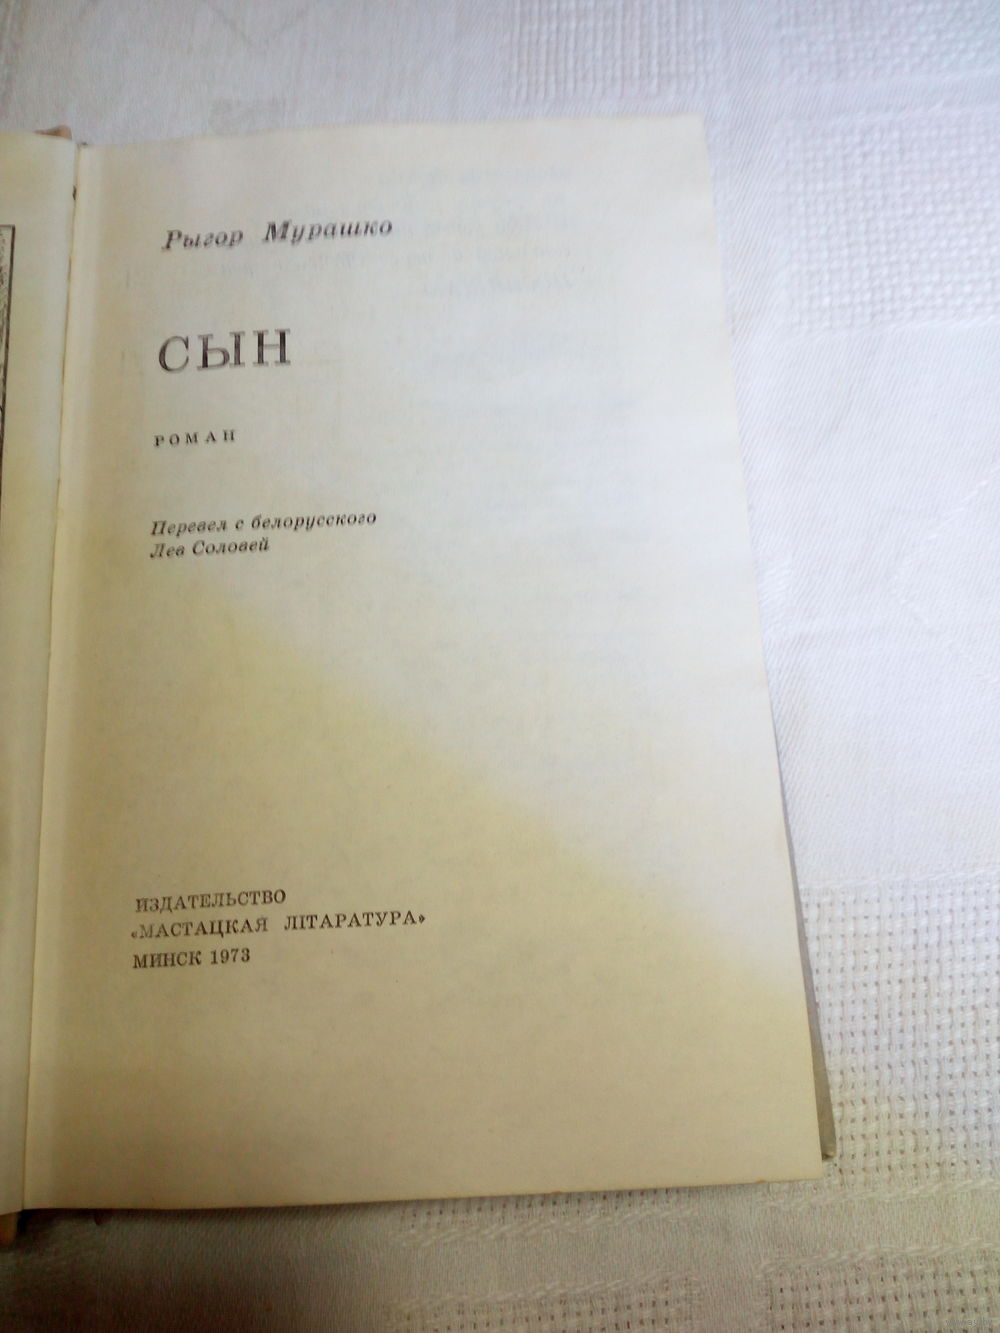 Рыгор Мурашко
СЫН
РОМАН
Перевел с белорусского
Лев Соловей
ИЗДАТЕЛЬСТВО
«МАСТАЦКАЯ ЛІТАРАТУРА»
МИНСК 1973